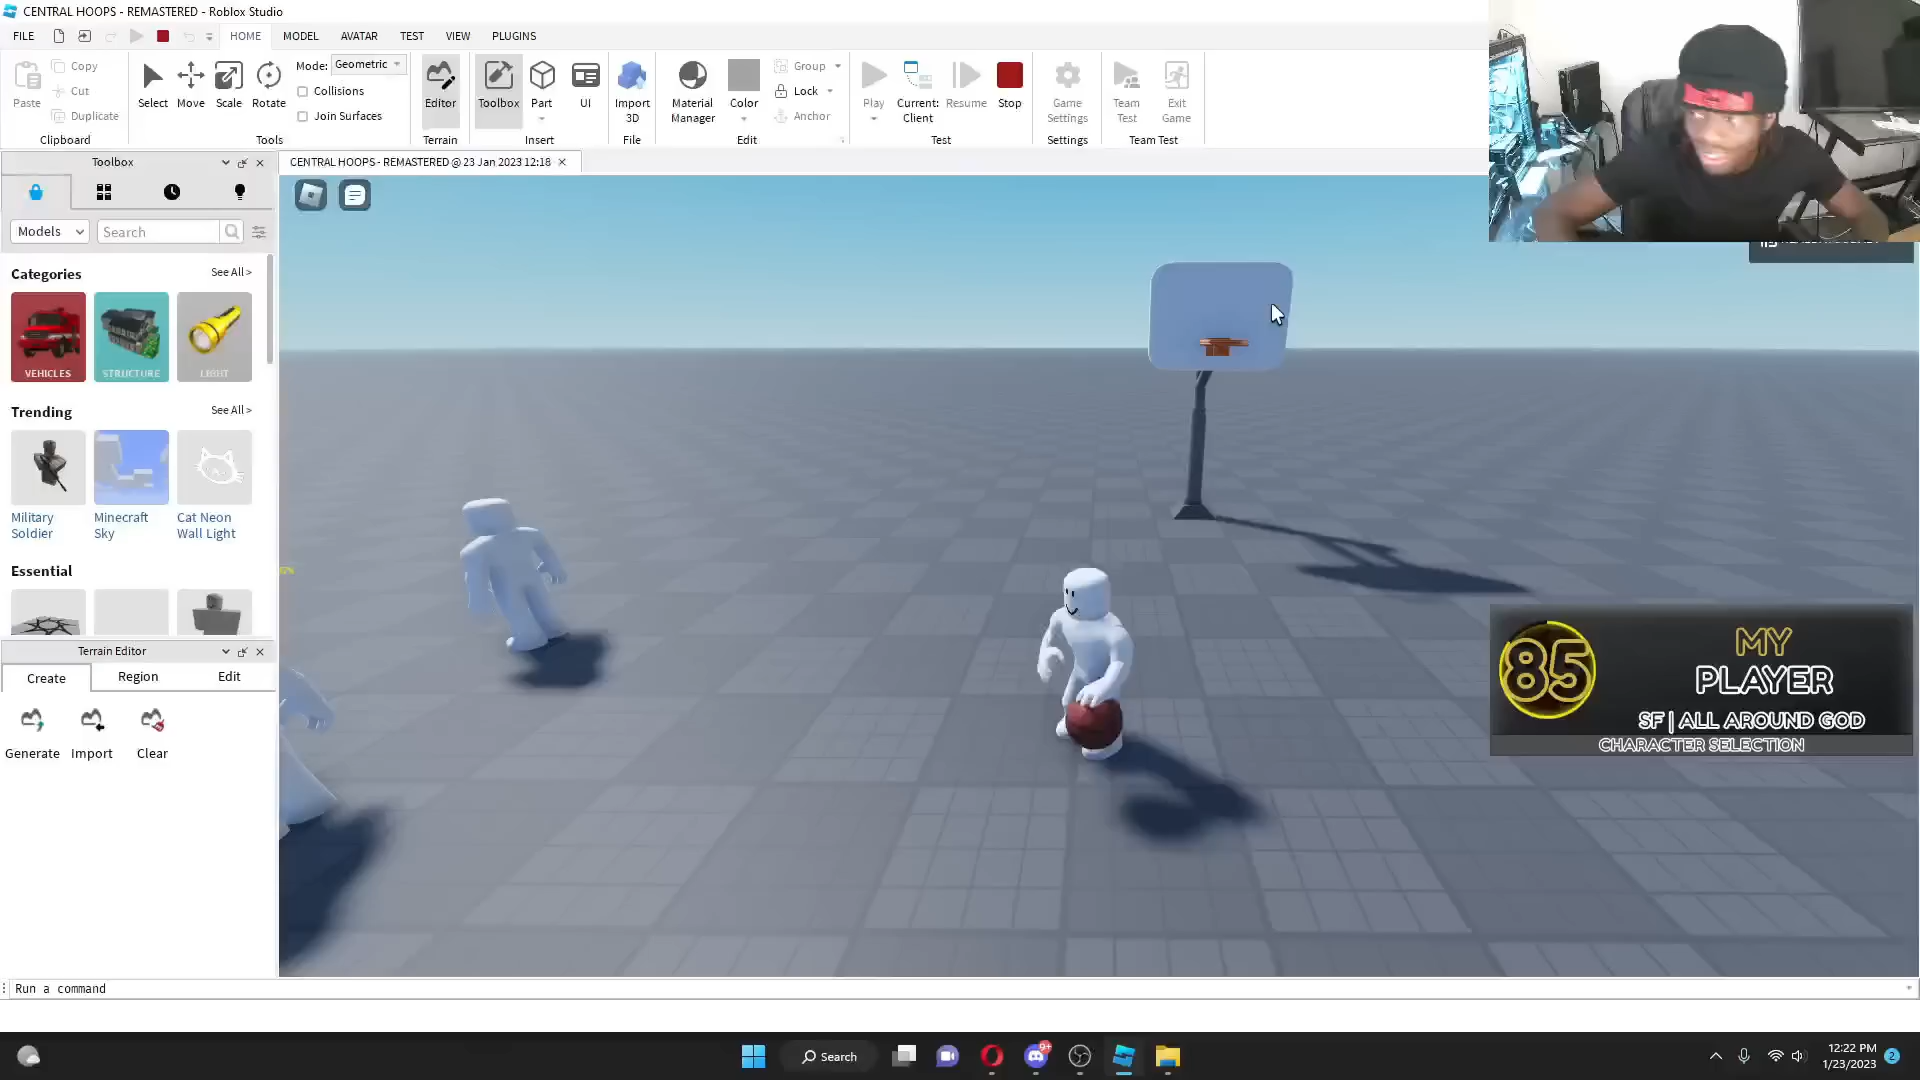 CENTRAL HOOPS - REMASTERED - Roblox Studio
FILE HOME MODEL AVATAR TEST VIEW PLUGINS
Paste
Copy
Cut
Duplicate
Clipboard
Select Move Scale Rotate
Mode: Geometric
Collisions
Join Surfaces
Tools
Editor
Terrain
Toolbox Part UI
Insert
Import
3D
File
Material
Manager
Color
Group
Lock
Anchor
Edit
Play
Current:
Client
Resume Stop
Test
Game
Settings
Settings
Team
Test
Exit
Game
Team Test
Toolbox
CENTRAL HOOPS - REMASTERED @ 23 Jan 2023 12:18
Models Search
Categories See All >
VEHICLES STRUCTURE LIGHT
Trending See All >
Military
Soldier
Minecraft
Sky
Cat Neon
Wall Light
Essential
Terrain Editor
Create Region Edit
Generate Import Clear
85
MY
PLAYER
SF | ALL AROUND GOD
CHARACTER SELECTION
Run a command
Search
9+
12:22 PM
1/23/2023
2